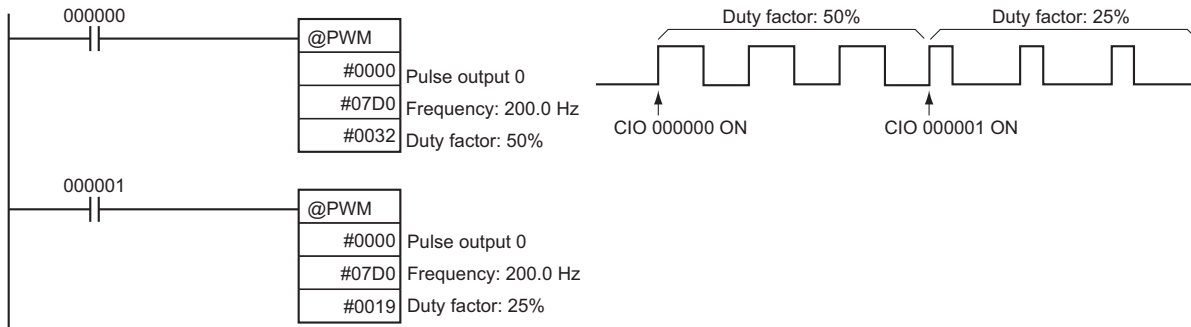 000000
@PWM
#0000 Pulse output 0
#07D0 Frequency: 200.0 Hz
#0032 Duty factor: 50%
Duty factor: 50% Duty factor: 25%
CIO 000000 ON CIO 000001 ON
000001
@PWM
#0000 Pulse output 0
#07D0 Frequency: 200.0 Hz
#0019 Duty factor: 25%